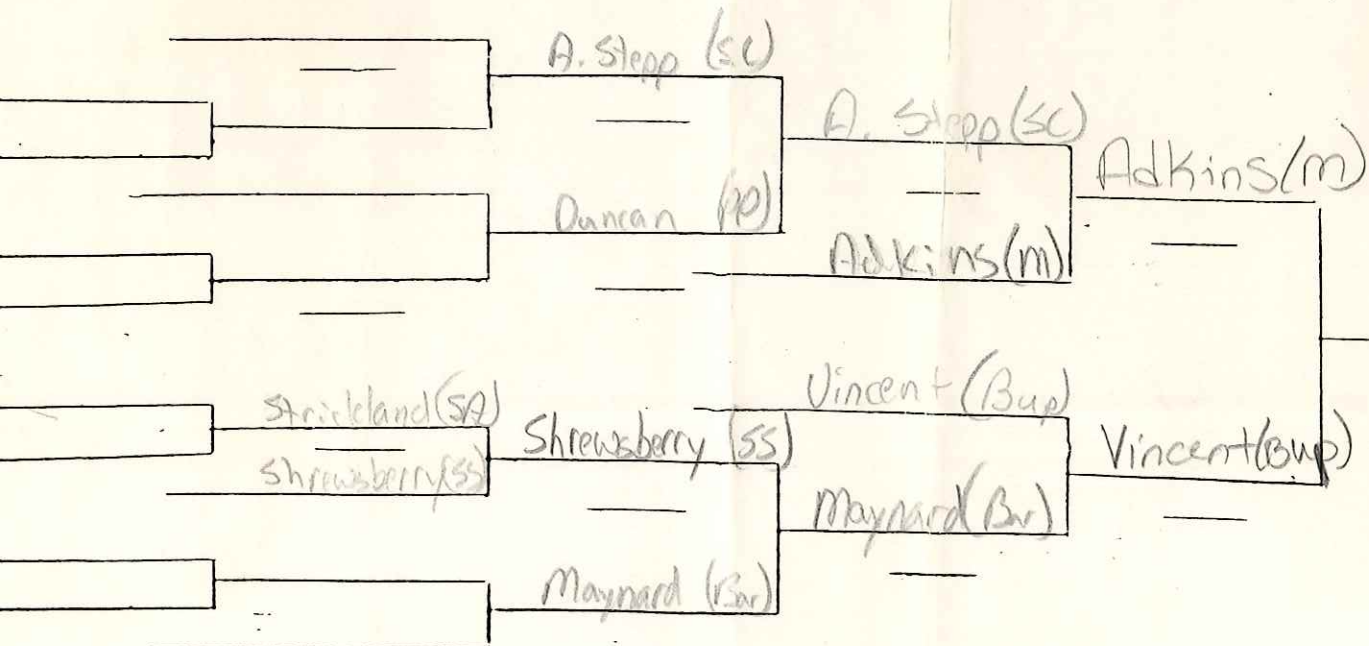 A. Stepp (SC)
A. Stepp (SC)
Adkins (m)
Duncan (PP)
Adkins (m)
Vincent (Bup)
Strickland (SA)
Shrewsberry (SS)
Shrewsberry (SS)
Vincent (Bup)
Maynard (Bar)
Maynard (Bar)